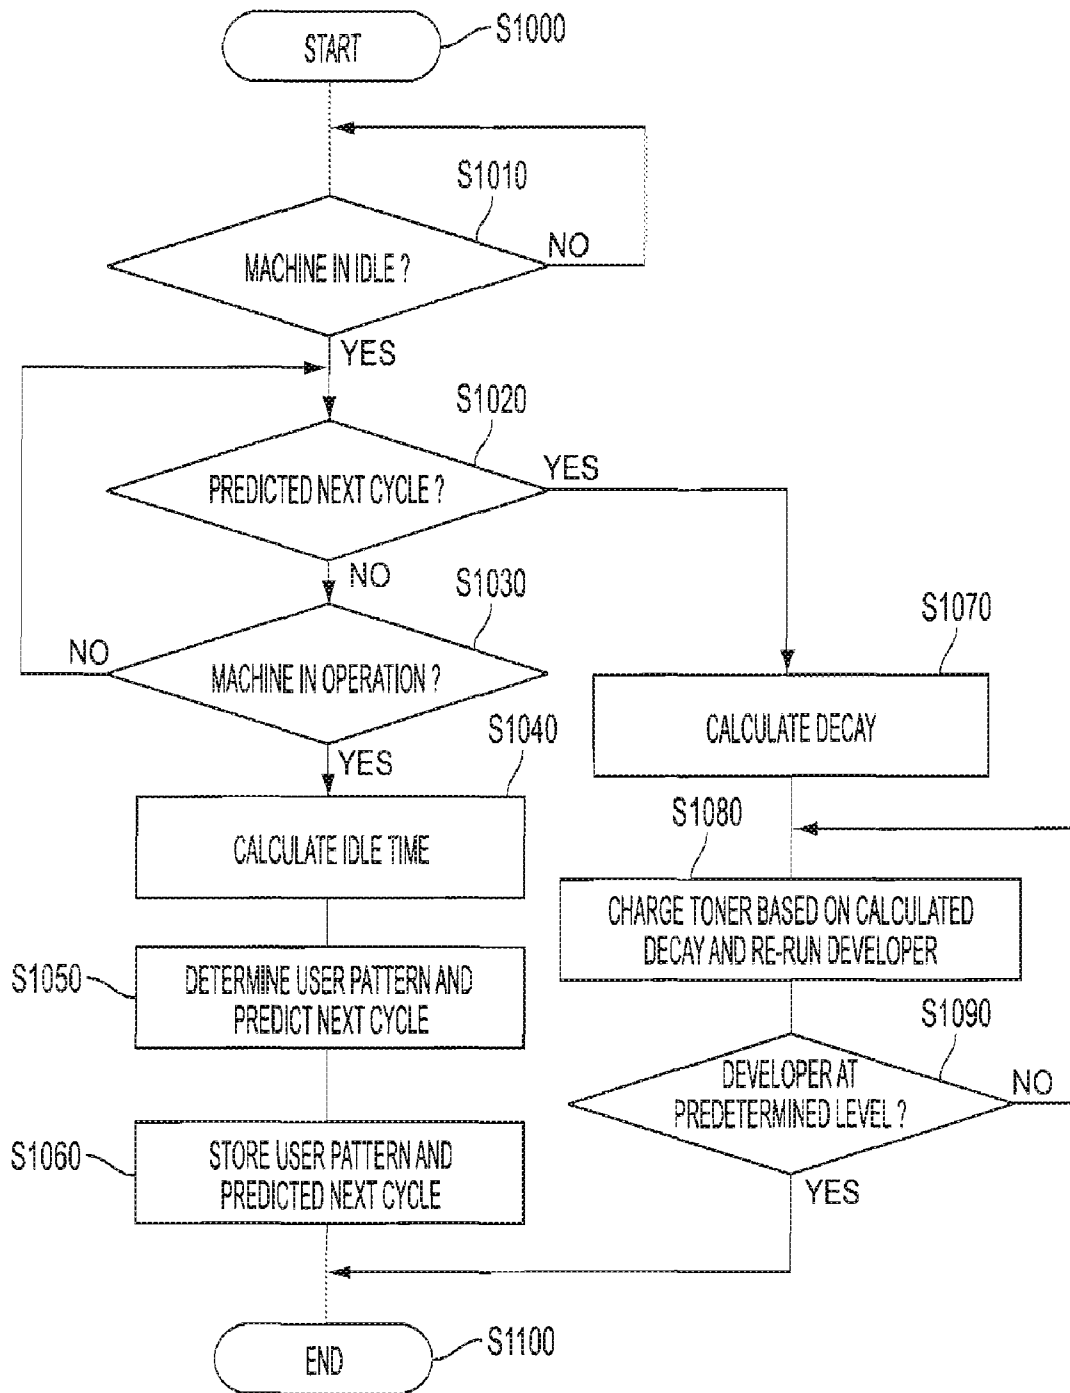 START
S1000
S1010
MACHINE IN IDLE ?
NO
YES
S1020
PREDICTED NEXT CYCLE ?
YES
NO
S1030
NO
MACHINE IN OPERATION ?
YES
S1040
CALCULATE IDLE TIME
S1050
DETERMINE USER PATTERN AND
PREDICT NEXT CYCLE
S1060
STORE USER PATTERN AND
PREDICTED NEXT CYCLE
S1070
CALCULATE DECAY
S1080
CHARGE TONER BASED ON CALCULATED
DECAY AND RE-RUN DEVELOPER
S1090
DEVELOPER AT
PREDETERMINED LEVEL ?
NO
YES
END
S1100